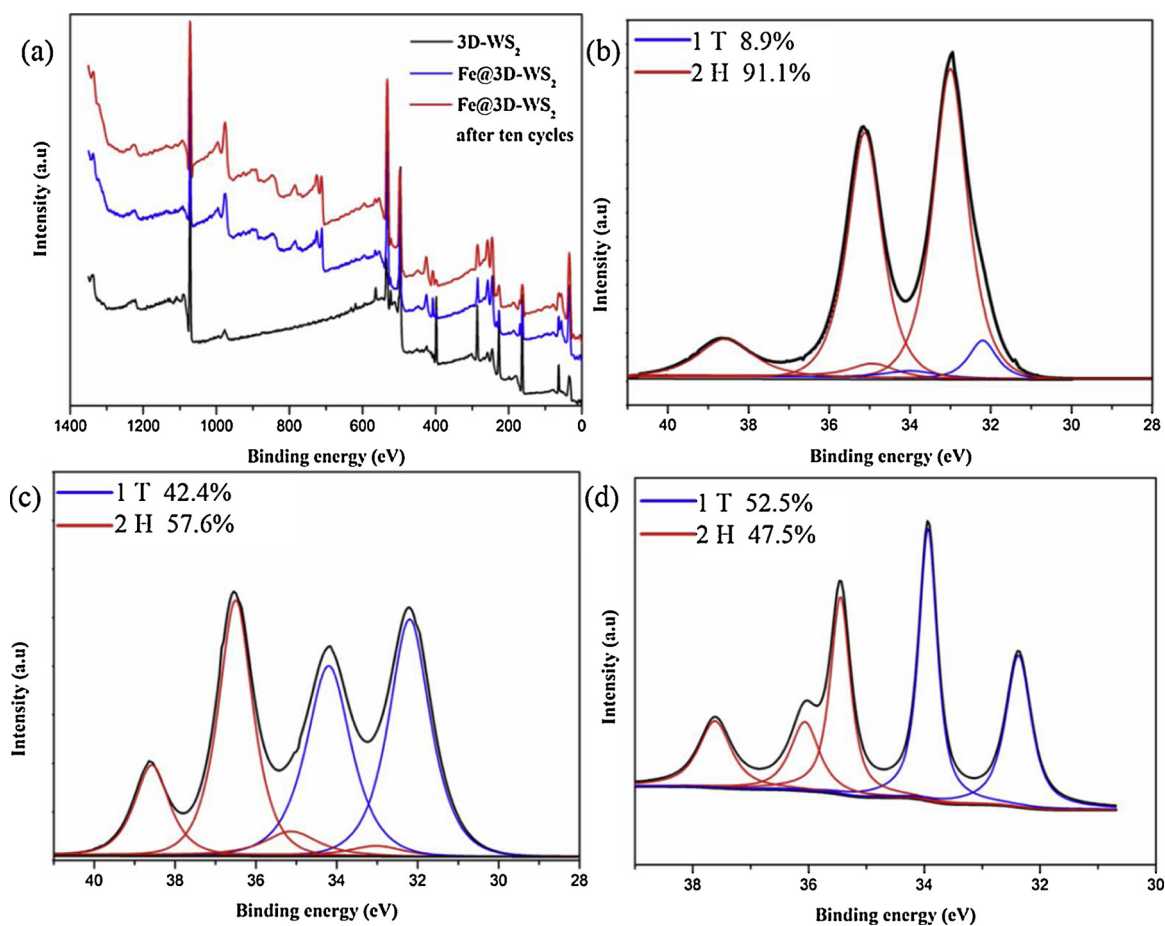 (a)
3D-WS₂
Fe@3D-WS₂
Fe@3D-WS₂
after ten cycles
Intensity (a.u)
1400 1200 1000 800 600 400 200 0
Binding energy (eV)
(b)
1 T 8.9%
2 H 91.1%
Intensity (a.u)
40 38 36 34 32 30 28
Binding energy (eV)
(c)
1 T 42.4%
2 H 57.6%
Intensity (a.u)
40 38 36 34 32 30 28
Binding energy (eV)
(d)
1 T 52.5%
2 H 47.5%
Intensity (a.u)
38 36 34 32 30
Binding energy (eV)